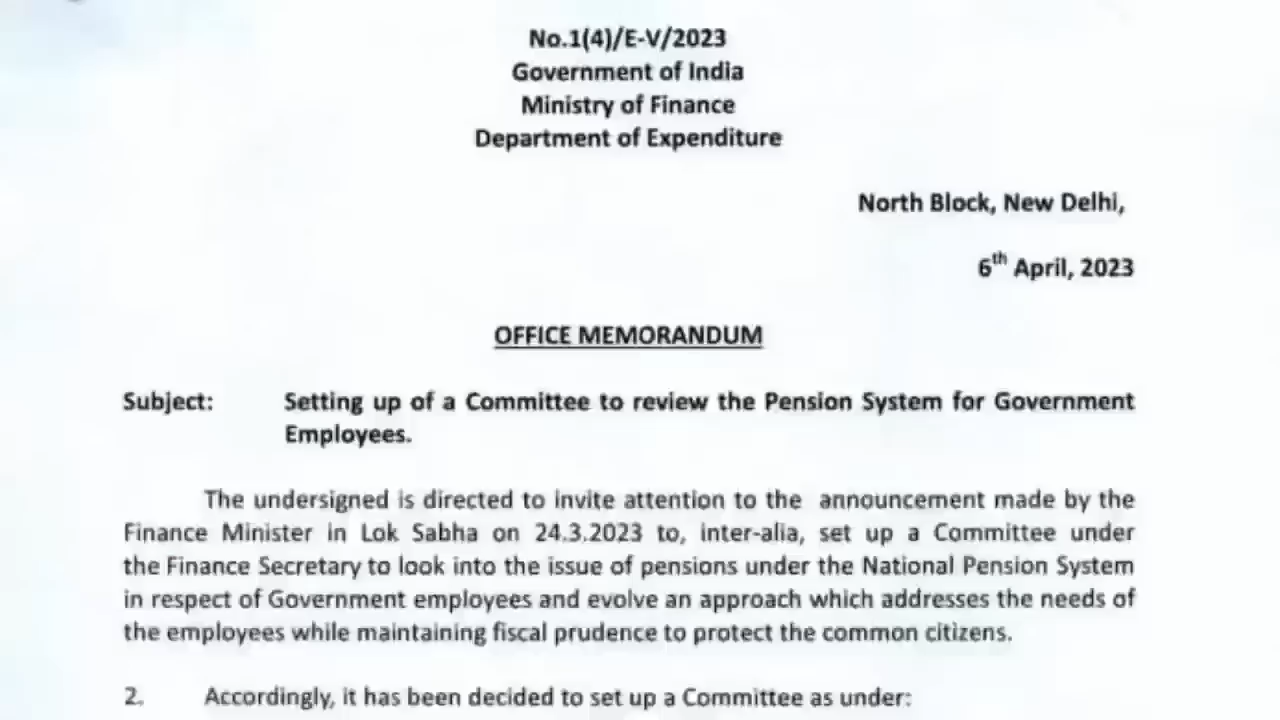 No.1(4)/E-V/2023
Government of India
Ministry of Finance
Department of Expenditure
North Block, New Delhi,
6th April, 2023
OFFICE MEMORANDUM
Subject: Setting up of a Committee to review the Pension System for Government
Employees.
The undersigned is directed to invite attention to the announcement made by the
Finance Minister in Lok Sabha on 24.3.2023 to, inter-alia, set up a Committee under
the Finance Secretary to look into the issue of pensions under the National Pension System
in respect of Government employees and evolve an approach which addresses the needs of
the employees while maintaining fiscal prudence to protect the common citizens.
2. Accordingly, it has been decided to set up a Committee as under: